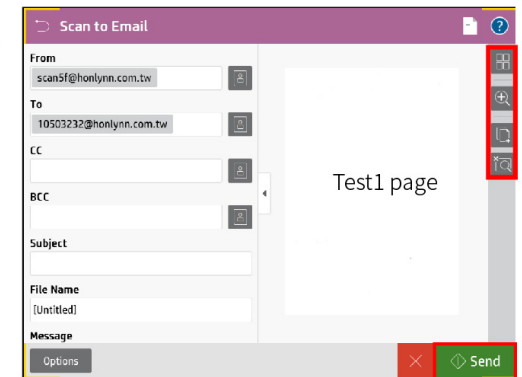 Scan to Email
From
scan5f@honlynn.com.tw
To
10503232@honlynn.com.tw
CC
BCC
Subject
File Name
[Untitled]
Message
Options
Test1 page
Send